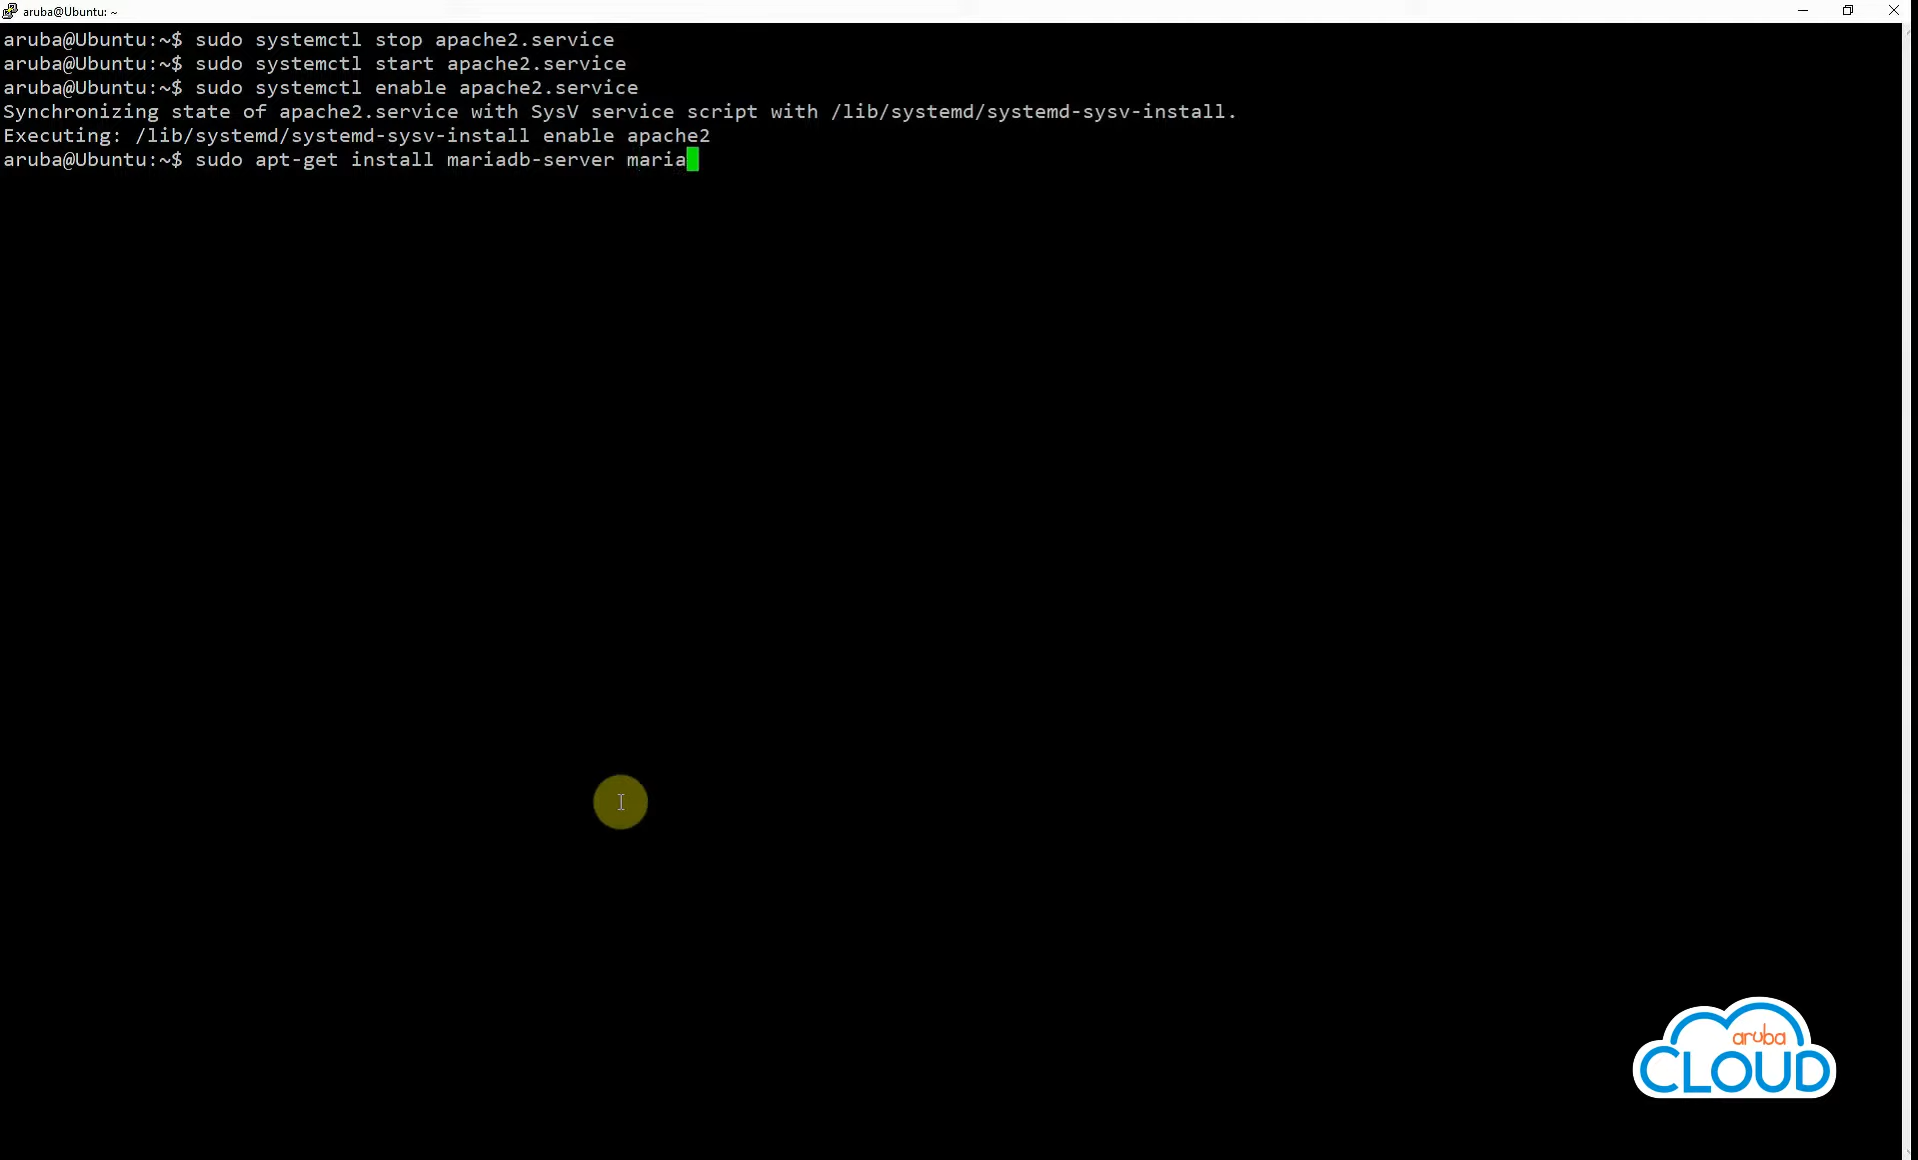 aruba@Ubuntu: ~
aruba@Ubuntu:~$ sudo systemctl stop apache2.service
aruba@Ubuntu:~$ sudo systemctl start apache2.service
aruba@Ubuntu:~$ sudo systemctl enable apache2.service
Synchronizing state of apache2.service with SysV service script with /lib/systemd/systemd-sysv-install.
Executing: /lib/systemd/systemd-sysv-install enable apache2
aruba@Ubuntu:~$ sudo apt-get install mariadb-server maria
aruba
CLOUD